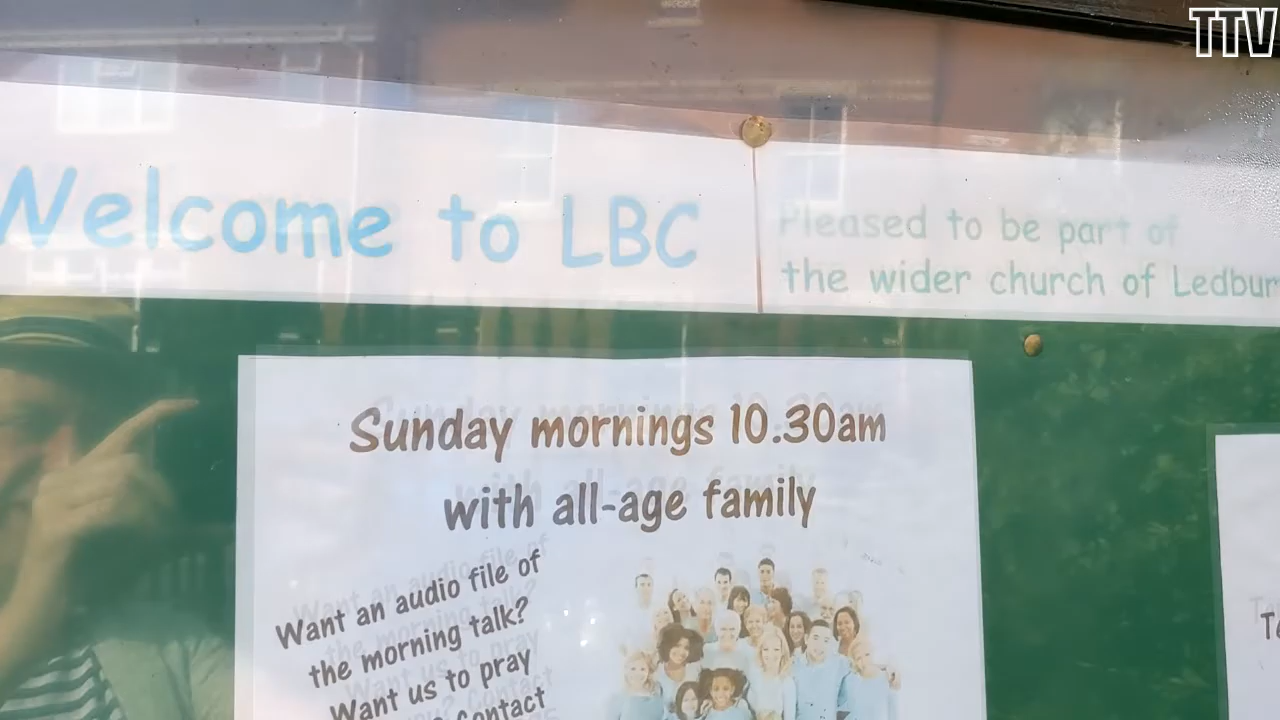 TTV
Welcome to LBC
Pleased to be part of
the wider church of
Sunday mornings 10.30am
with all-age family
Want an audio file of
the morning talk?
Want us to pray
contact